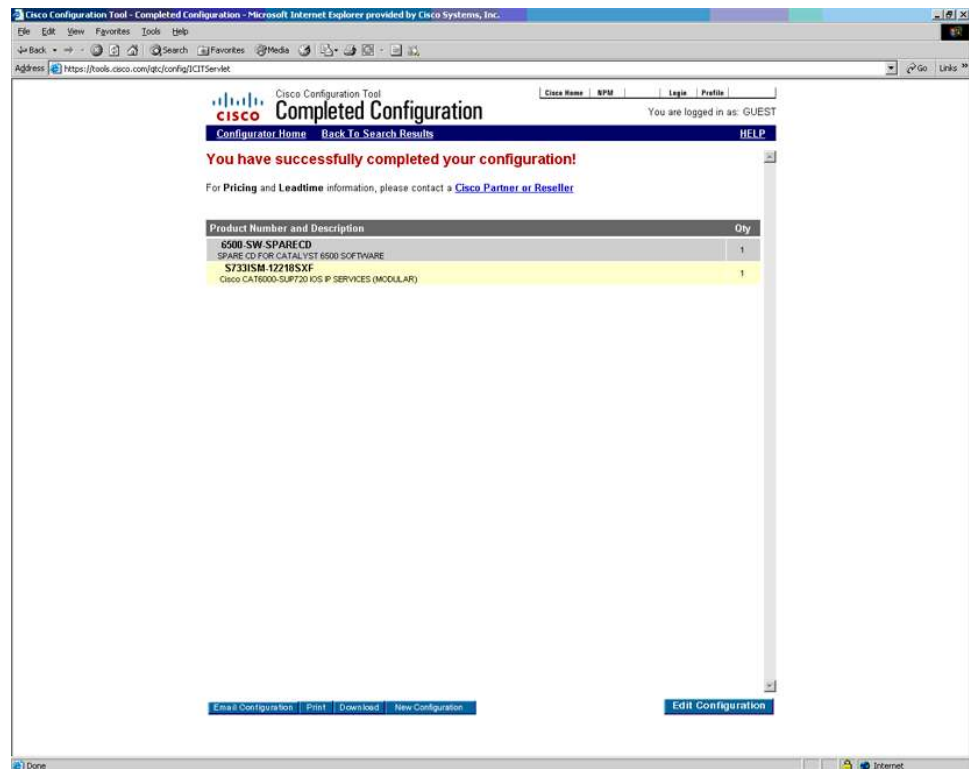 Cisco Configuration Tool - Completed Configuration - Microsoft Internet Explorer provided by Cisco Systems, Inc.
File Edit View Favorites Tools Help
Back Search Favorites Media
Address https://tools.cisco.com/qtc/config/ICITServlet Go Links »
CISCO
Cisco Configuration Tool
Completed Configuration
Cisco Home | NPM | Login | Profile |
You are logged in as: GUEST
Configurator Home Back To Search Results HELP
You have successfully completed your configuration!
For Pricing and Leadtime information, please contact a Cisco Partner or Reseller
Product Number and Description Qty
6500-SW-SPARECD 1
SPARE CD FOR CATALYST 6500 SOFTWARE
S733ISM-12218SXF 1
Cisco CAT6000-SUP720 IOS IP SERVICES (MODULAR)
Email Configuration Print Download New Configuration Edit Configuration
Done Internet